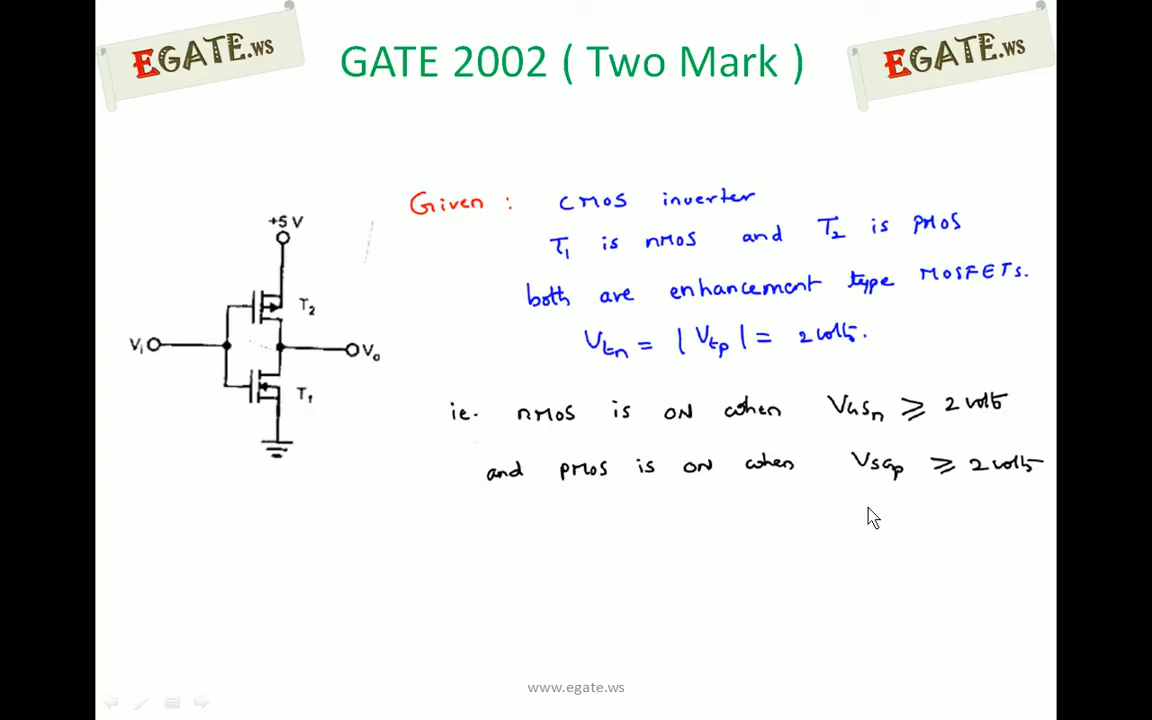 EGATE.ws
GATE 2002 ( Two Mark )
EGATE.ws
Given : CMOS inverter
T1 is nMOS and T2 is pMOS
both are enhancement type MOSFETs.
Vtn = | Vtp | = 2 volts.
ie. nMOS is ON when VGSn ≥ 2 volts
and pMOS is ON when VSGp ≥ 2 volts
+5 V
T2
Vi
Vo
T1
www.egate.ws